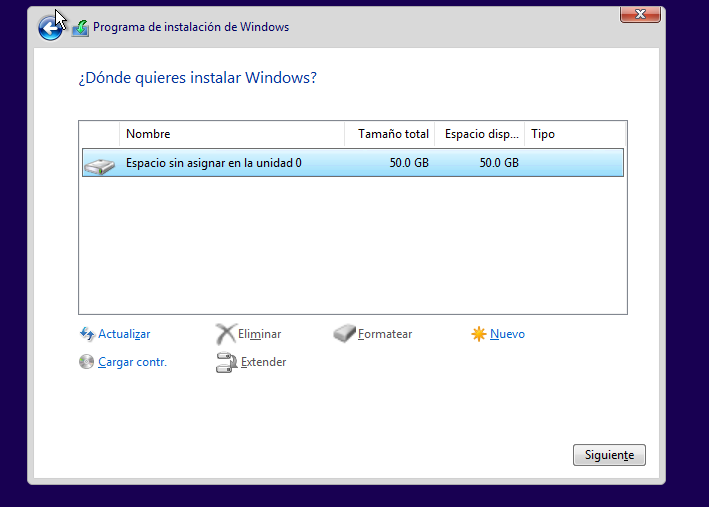 Programa de instalación de Windows
¿Dónde quieres instalar Windows?
Nombre Tamaño total Espacio disp... Tipo
Espacio sin asignar en la unidad 0 50.0 GB 50.0 GB
Actualizar Eliminar Formatear Nuevo
Cargar contr. Extender
Siguiente